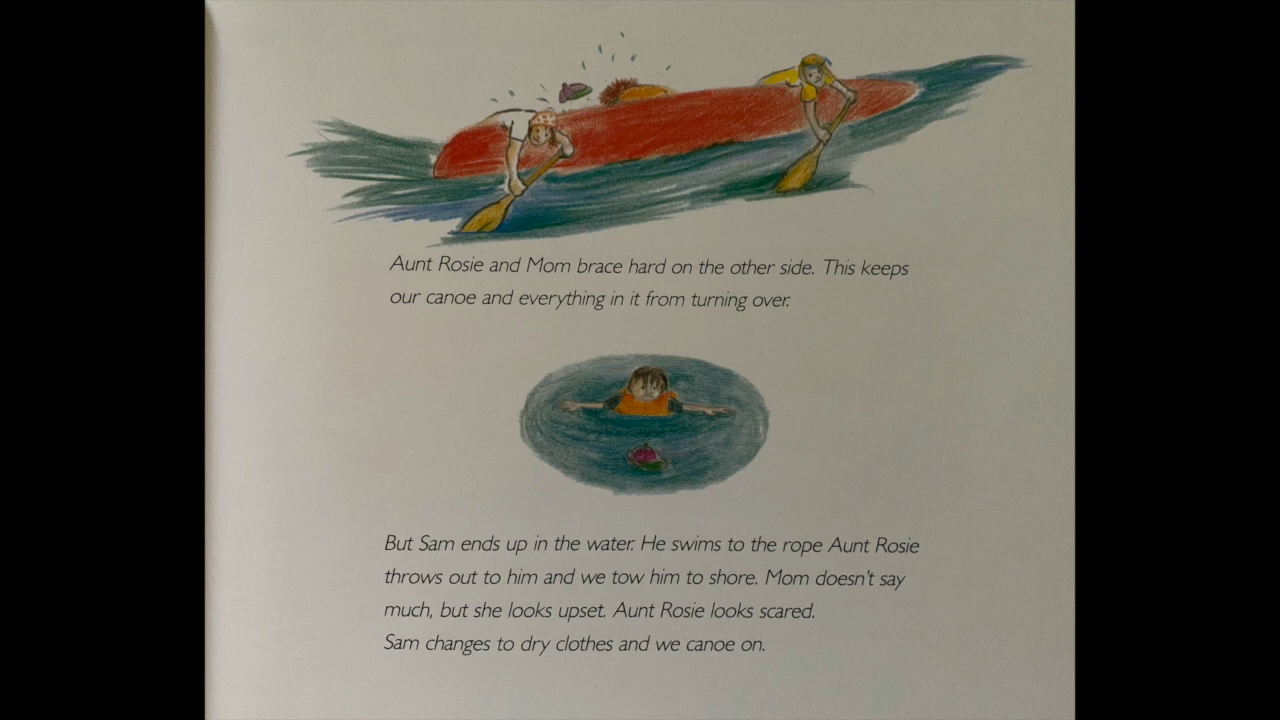 Aunt Rosie and Mom brace hard on the other side. This keeps
our canoe and everything in it from turning over.
But Sam ends up in the water. He swims to the rope Aunt Rosie
throws out to him and we tow him to shore. Mom doesn't say
much, but she looks upset. Aunt Rosie looks scared.
Sam changes to dry clothes and we canoe on.